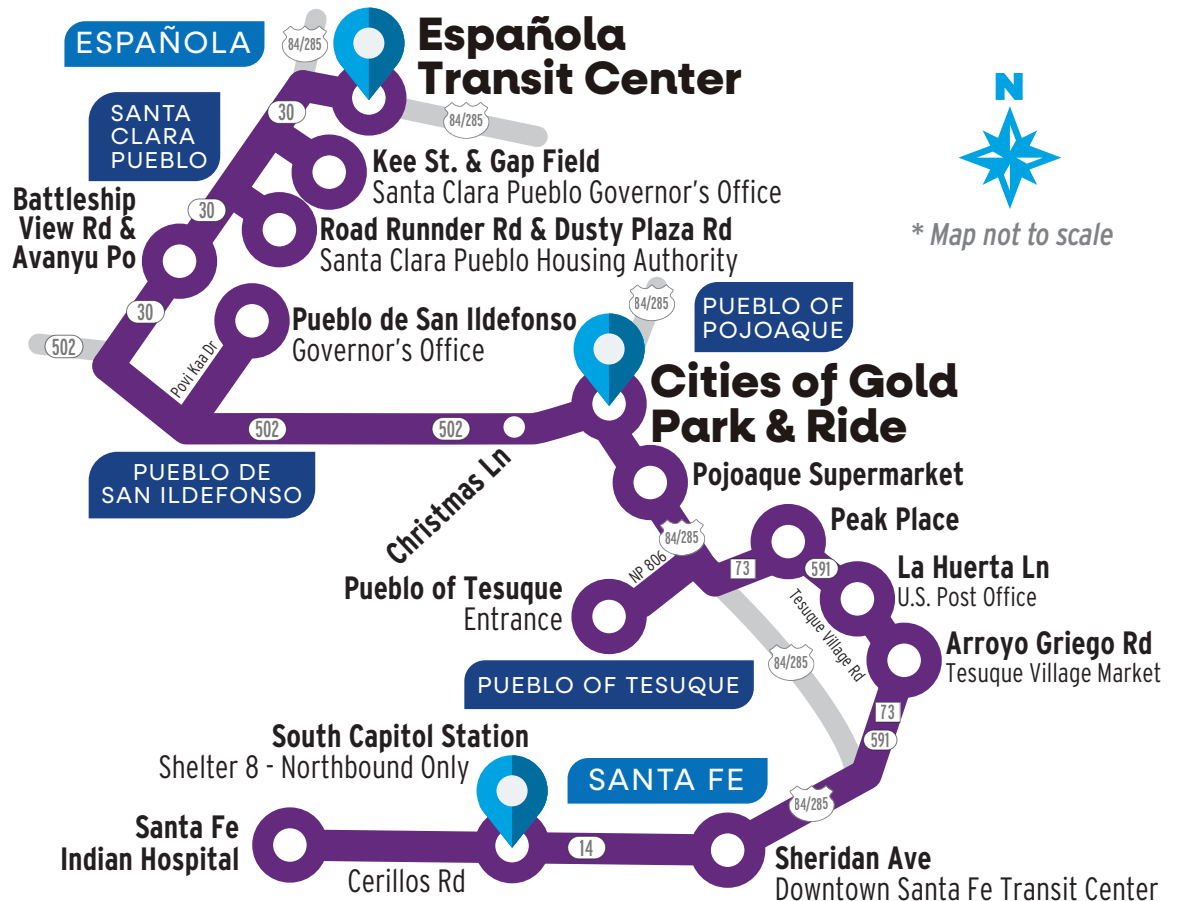 ESPAÑOLA
84/285
Española
Transit Center
84/285
N
SANTA
CLARA
PUEBLO
30
Kee St. & Gap Field
Santa Clara Pueblo Governor's Office
Battleship
View Rd &
Avanyu Po
30
Road Runnder Rd & Dusty Plaza Rd
Santa Clara Pueblo Housing Authority
* Map not to scale
30
502
Povi Kaa Dr
Pueblo de San Ildefonso
Governor's Office
84/285
PUEBLO OF
POJOAQUE
Cities of Gold
Park & Ride
502
502
PUEBLO DE
SAN ILDEFONSO
Christmas Ln
Pojoaque Supermarket
84/285
NP 806
Pueblo of Tesuque
Entrance
73
Peak Place
591
La Huerta Ln
U.S. Post Office
Tesuque Village Rd
Arroyo Griego Rd
Tesuque Village Market
84/285
PUEBLO OF TESUQUE
73
591
South Capitol Station
Shelter 8 - Northbound Only
SANTA FE
84/285
Santa Fe
Indian Hospital
Cerillos Rd
14
Sheridan Ave
Downtown Santa Fe Transit Center